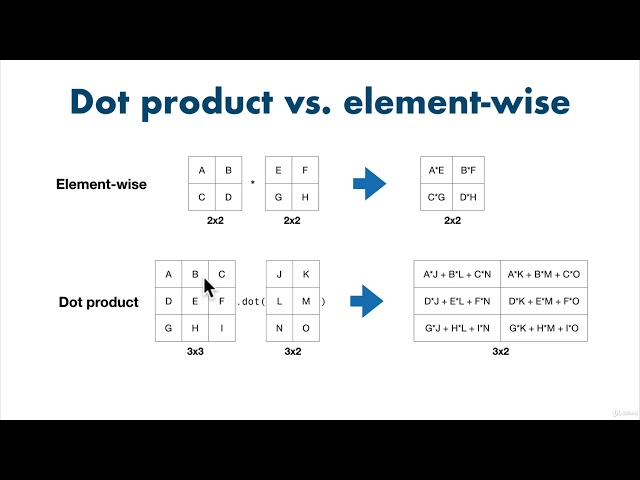 Dot product vs. element-wise
Element-wise
A B * E F A*E B*F
C D G H C*G D*H
2x2 2x2 2x2
A B C J K A*J + B*L + C*N A*K + B*M + C*O
Dot product D E F .dot( L M ) D*J + E*L + F*N D*K + E*M + F*O
G H I N O G*J + H*L + I*N G*K + H*M + I*O
3x3 3x2 3x2